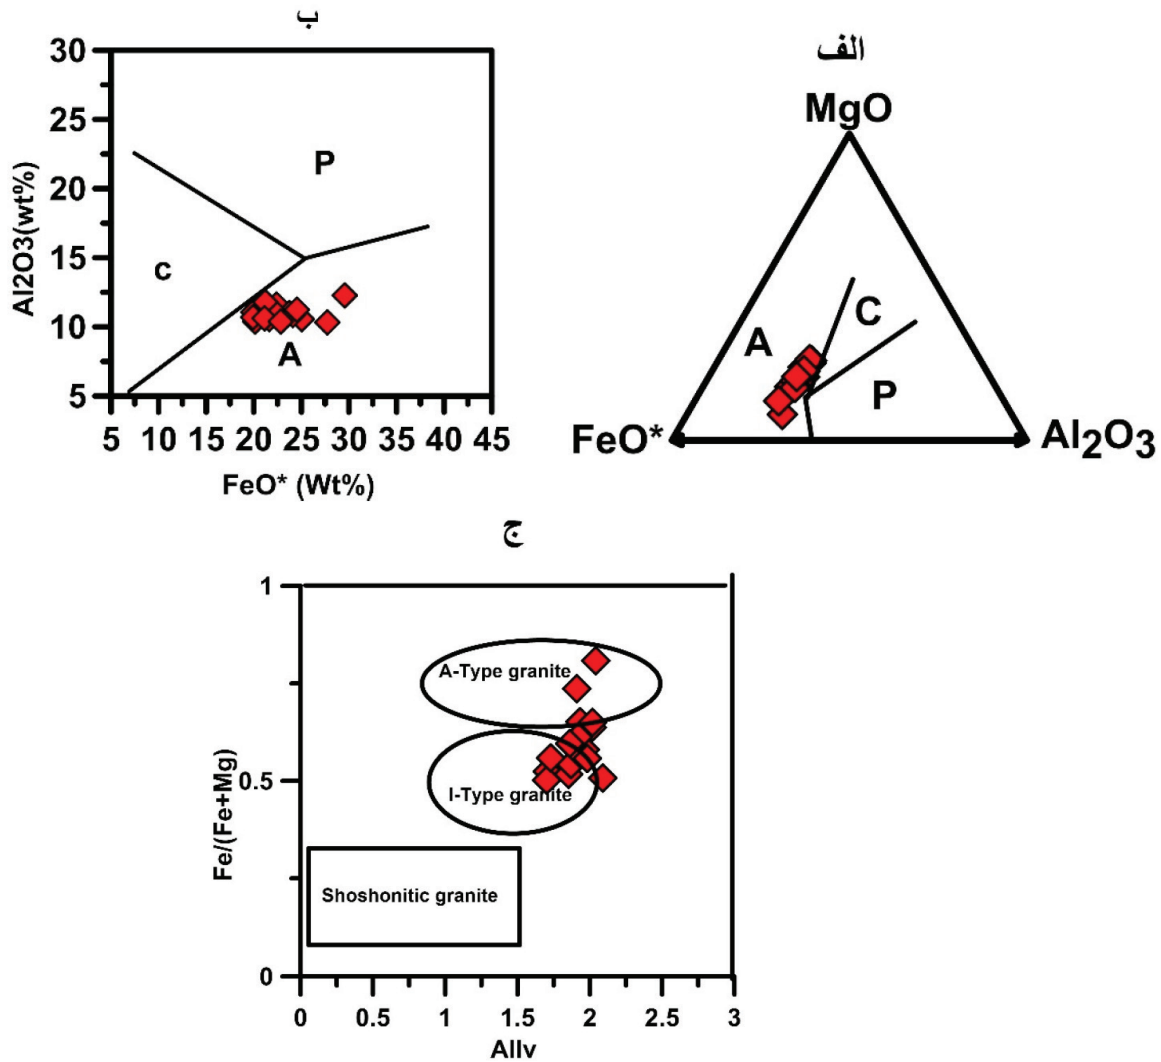 ب
30
25
20
15
10
5
Al2O3(wt%)
P
c
A
5 10 15 20 25 30 35 40 45
FeO* (Wt%)
الف
MgO
A
C
P
FeO*
Al2O3
ج
1
0.5
0
Fe/(Fe+Mg)
A-Type granite
I-Type granite
Shoshonitic granite
0 0.5 1 1.5 2 2.5 3
AlIv